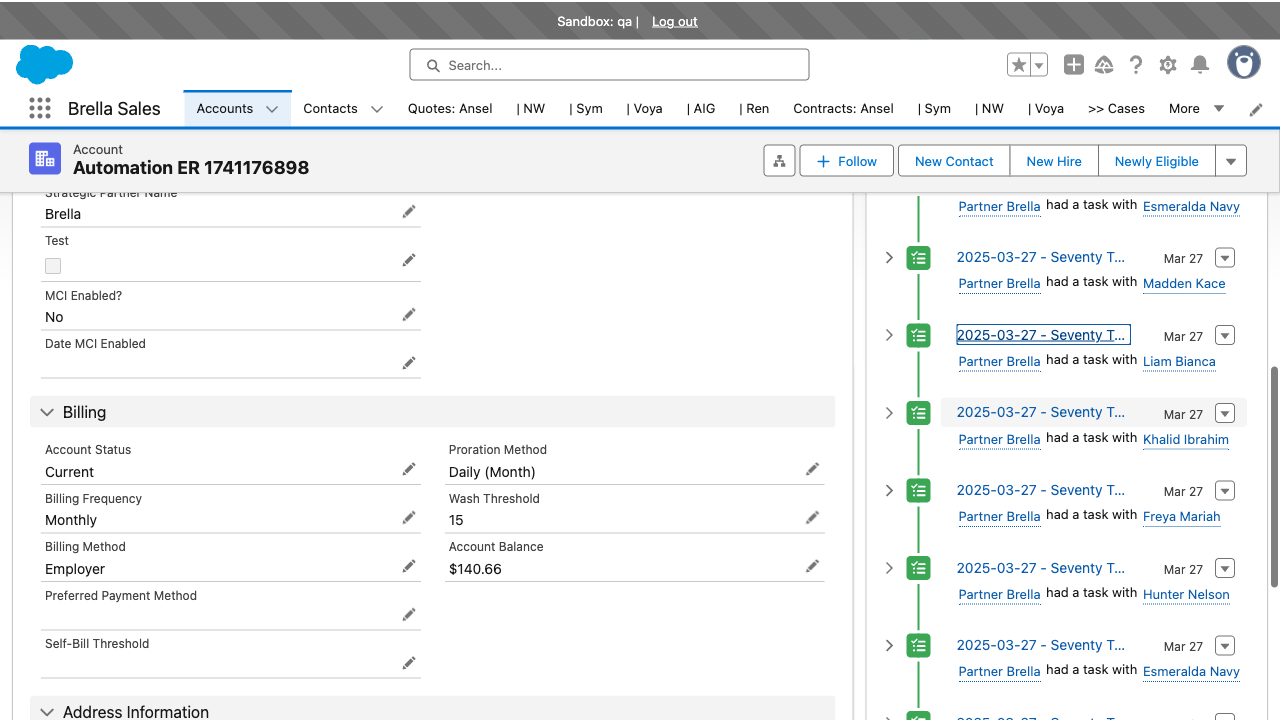 Sandbox: qa | Log out
Search...
Brella Sales
Accounts
Contacts
Quotes: Ansel
| NW
| Sym
| Voya
| AIG
| Ren
Contracts: Ansel
| Sym
| NW
| Voya
>> Cases
More
Account
Automation ER 1741176898
Follow
New Contact
New Hire
Newly Eligible
Strategic Partner Name
Brella
Test
MCI Enabled?
No
Date MCI Enabled
Billing
Account Status
Current
Proration Method
Daily (Month)
Billing Frequency
Monthly
Wash Threshold
15
Billing Method
Employer
Account Balance
$140.66
Preferred Payment Method
Self-Bill Threshold
Address Information
Partner Brella had a task with Esmeralda Navy
2025-03-27 - Seventy T... Mar 27
Partner Brella had a task with Madden Kace
2025-03-27 - Seventy T... Mar 27
Partner Brella had a task with Liam Bianca
2025-03-27 - Seventy T... Mar 27
Partner Brella had a task with Khalid Ibrahim
2025-03-27 - Seventy T... Mar 27
Partner Brella had a task with Freya Mariah
2025-03-27 - Seventy T... Mar 27
Partner Brella had a task with Hunter Nelson
2025-03-27 - Seventy T... Mar 27
Partner Brella had a task with Esmeralda Navy